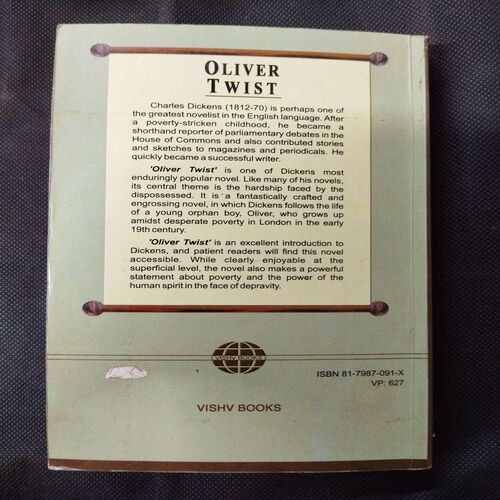 OLIVER
TWIST
Charles Dickens (1812-70) is perhaps one of
the greatest novelist in the English language. After
a poverty-stricken childhood, he became a
shorthand reporter of parliamentary debates in the
House of Commons and also contributed stories
and sketches to magazines and periodicals. He
quickly became a successful writer.
'Oliver Twist' is one of Dickens most
enduringly popular novel. Like many of his novels,
its central theme is the hardship faced by the
dispossessed. It is a fantastically crafted and
engrossing novel, in which Dickens follows the life
of a young orphan boy, Oliver, who grows up
amidst desperate poverty in London in the early
19th century.
'Oliver Twist' is an excellent introduction to
Dickens, and patient readers will find this novel
accessible. While clearly enjoyable at the
superficial level, the novel also makes a powerful
statement about poverty and the power of the
human spirit in the face of depravity.
VISHV BOOKS
ISBN 81-7987-091-X
VP: 627
VISHV BOOKS